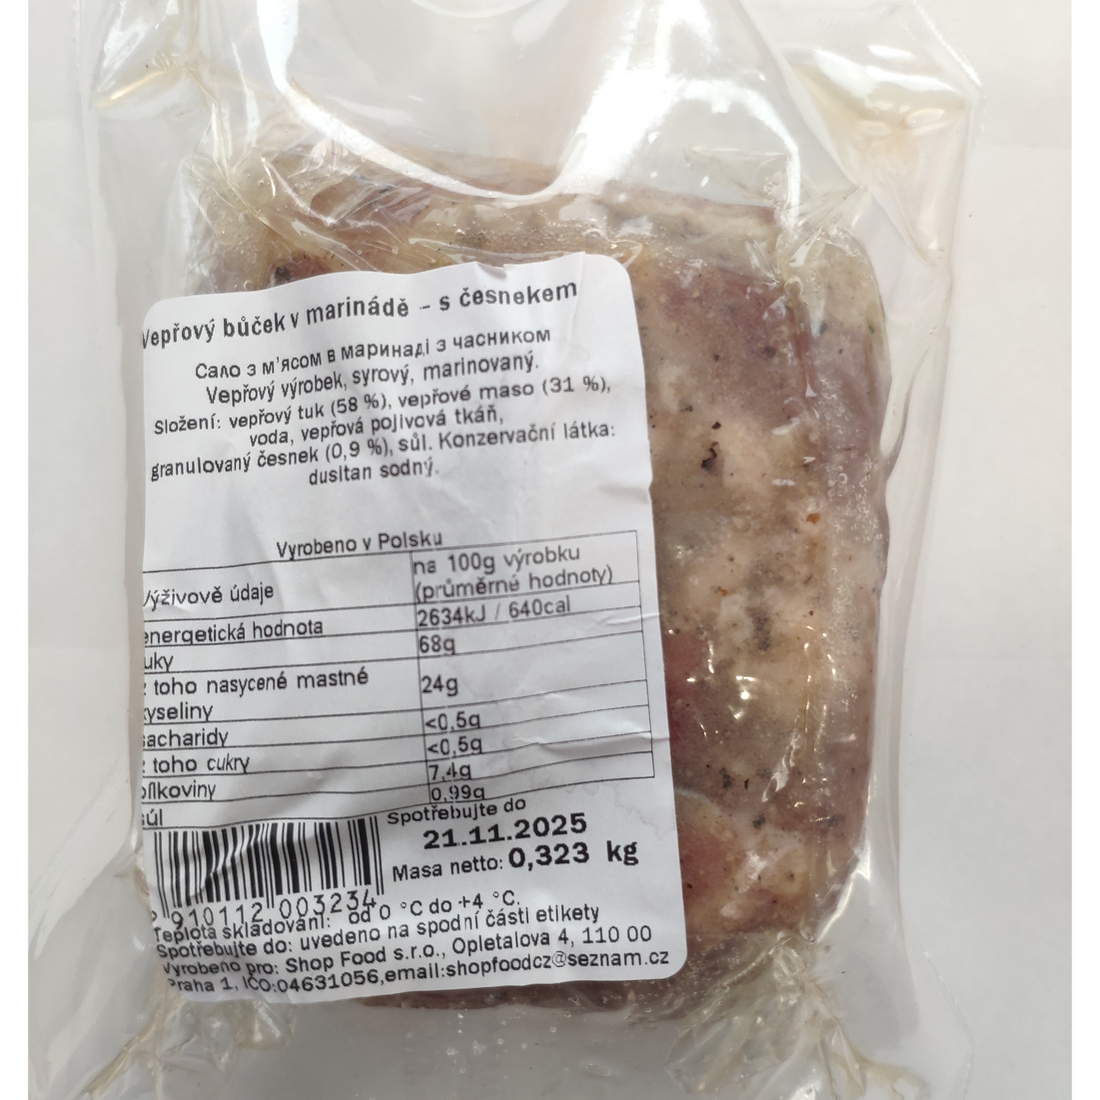 Vepřový bůček v marinádě - s česnekem
Сало з м'ясом в маринаді з часником
Vepřový výrobek, syrový, marinovaný.
Složení: vepřový tuk (58 %), vepřové maso (31 %),
voda, vepřová pojivová tkáň,
granulovaný česnek (0,9 %), sůl. Konzervační látka:
dusitan sodný.
Vyrobeno v Polsku
Výživově údaje
na 100g výrobku
(průměrné hodnoty)
energetická hodnota
2634kJ / 640cal
uky
68g
z toho nasycené mastné
kyseliny
24g
sacharidy
<0,5g
z toho cukry
<0,5g
bílkoviny
7,4g
sůl
0,99g
Spotřebujte do
21.11.2025
Masa netto: 0,323 kg
910112 003234
Teplota skládování: od 0 °C do +4 °C.
Spotřebujte do: uvedeno na spodní části etikety
Vyrobeno pro: Shop Food s.r.o., Opletalova 4, 110 00
Praha 1, IČO:04631056,email:shopfoodcz@seznam.cz